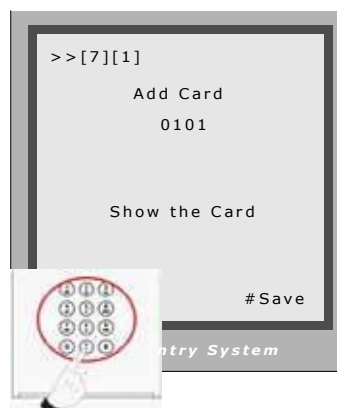 >>[7][1]
Add Card
0101
Show the Card
#Save
ntry System